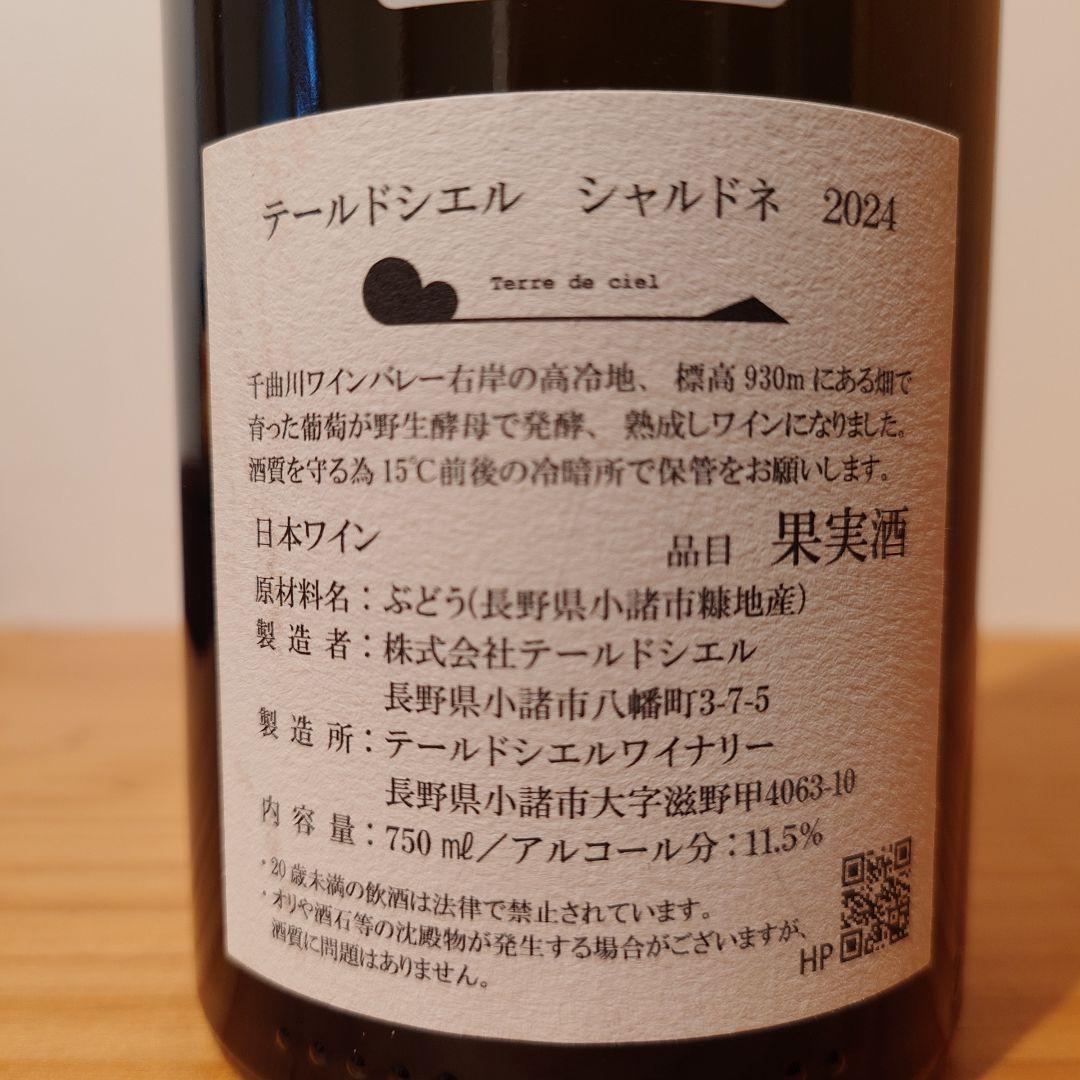 テールドシエル　シャルドネ　2024
Terre de ciel
千曲川ワインバレー右岸の高冷地、標高930mにある畑で
育った葡萄が野生酵母で発酵、熟成しワインになりました。
酒質を守る為15℃前後の冷暗所で保管をお願いします。
日本ワイン　品目　果実酒
原材料名：ぶどう(長野県小諸市糠地産)
製造者：株式会社テールドシエル
長野県小諸市八幡町3-7-5
製造所：テールドシエルワイナリー
長野県小諸市大字滋野甲4063-10
内容量：750㎖／アルコール分：11.5%
・20歳未満の飲酒は法律で禁止されています。
・オリや酒石等の沈殿物が発生する場合がございますが、
酒質に問題はありません。
HP